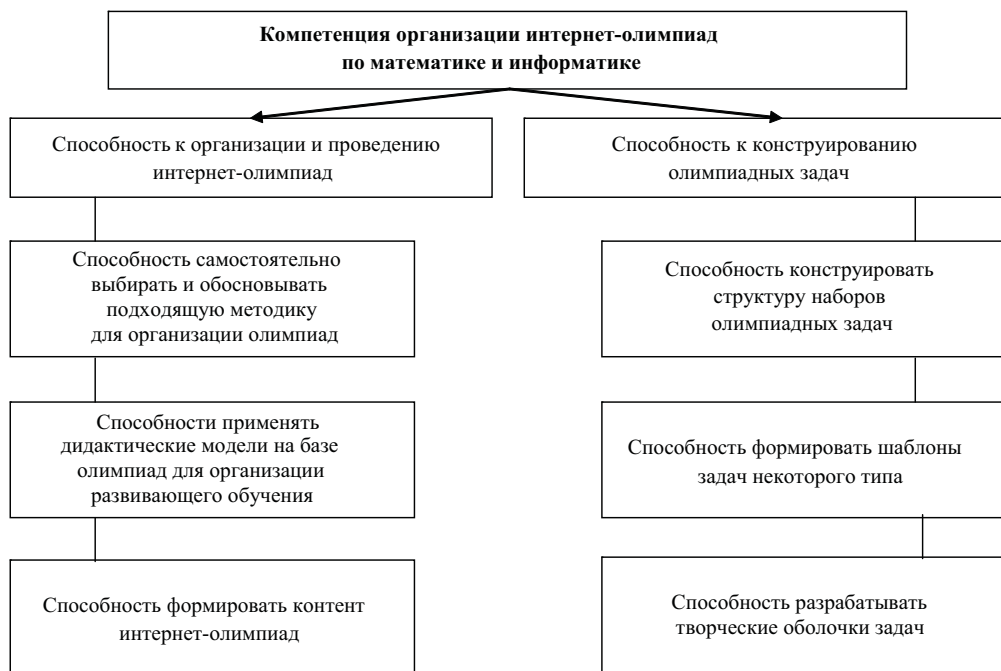 Компетенция организации интернет-олимпиад
по математике и информатике
Способность к организации и проведению
интернет-олимпиад
Способность к конструированию
олимпиадных задач
Способность самостоятельно
выбирать и обосновывать
подходящую методику
для организации олимпиад
Способность конструировать
структуру наборов
олимпиадных задач
Способности применять
дидактические модели на базе
олимпиад для организации
развивающего обучения
Способность формировать шаблоны
задач некоторого типа
Способность формировать контент
интернет-олимпиад
Способность разрабатывать
творческие оболочки задач